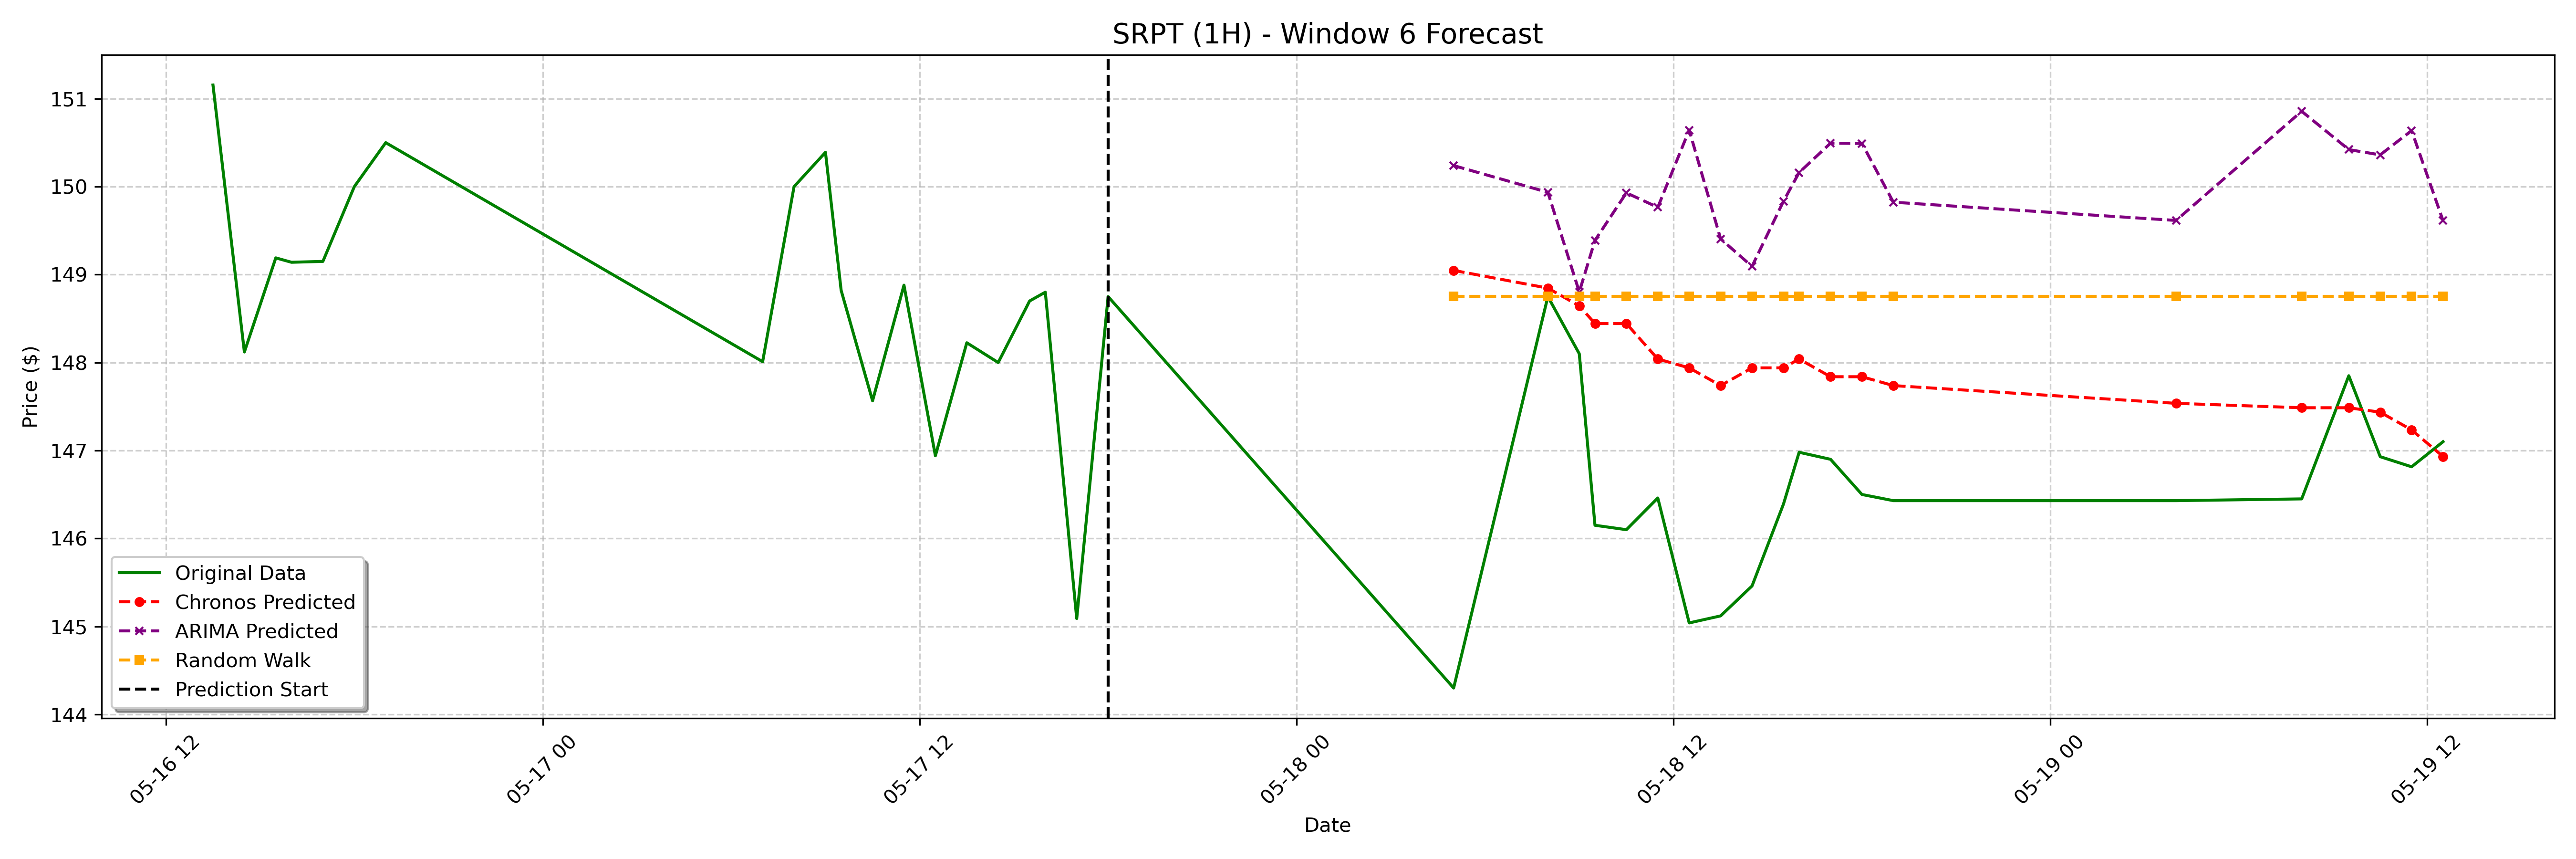 SRPT (1H) - Window 6 Forecast
Price ($)
151
150
149
148
147
146
145
144
Original Data
Chronos Predicted
ARIMA Predicted
Random Walk
Prediction Start
05-16 12
05-17 00
05-17 12
05-18 00
05-18 12
05-19 00
05-19 12
Date